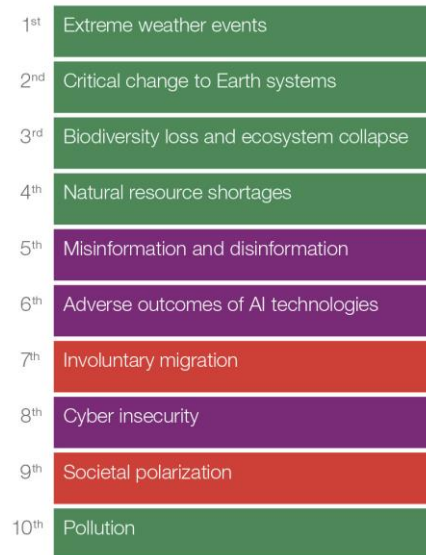 1st Extreme weather events
2nd Critical change to Earth systems
3rd Biodiversity loss and ecosystem collapse
4th Natural resource shortages
5th Misinformation and disinformation
6th Adverse outcomes of AI technologies
7th Involuntary migration
8th Cyber insecurity
9th Societal polarization
10th Pollution